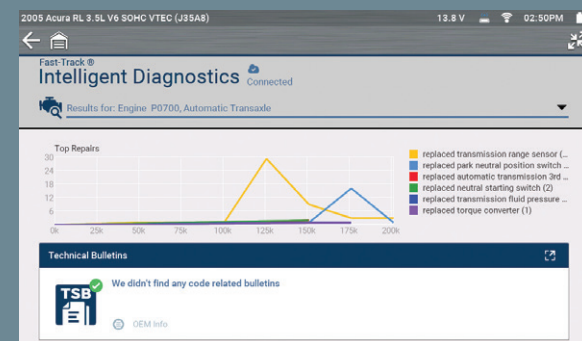 2005 Acura RL 3.5L V6 SOHC VTEC (J35A8)
13.8 V
02:50PM
Fast-Track ®
Intelligent Diagnostics
Connected
Results for: Engine P0700, Automatic Transaxle
Top Repairs
30
24
18
12
6
0k 25k 50k 75k 100k 125k 150k 175k 200k
replaced transmission range sensor (...
replaced park neutral position switch ...
replaced automatic transmission 3rd ...
replaced neutral starting switch (2)
replaced transmission fluid pressure ...
replaced torque converter (1)
Technical Bulletins
TSB
We didn't find any code related bulletins
OEM Info